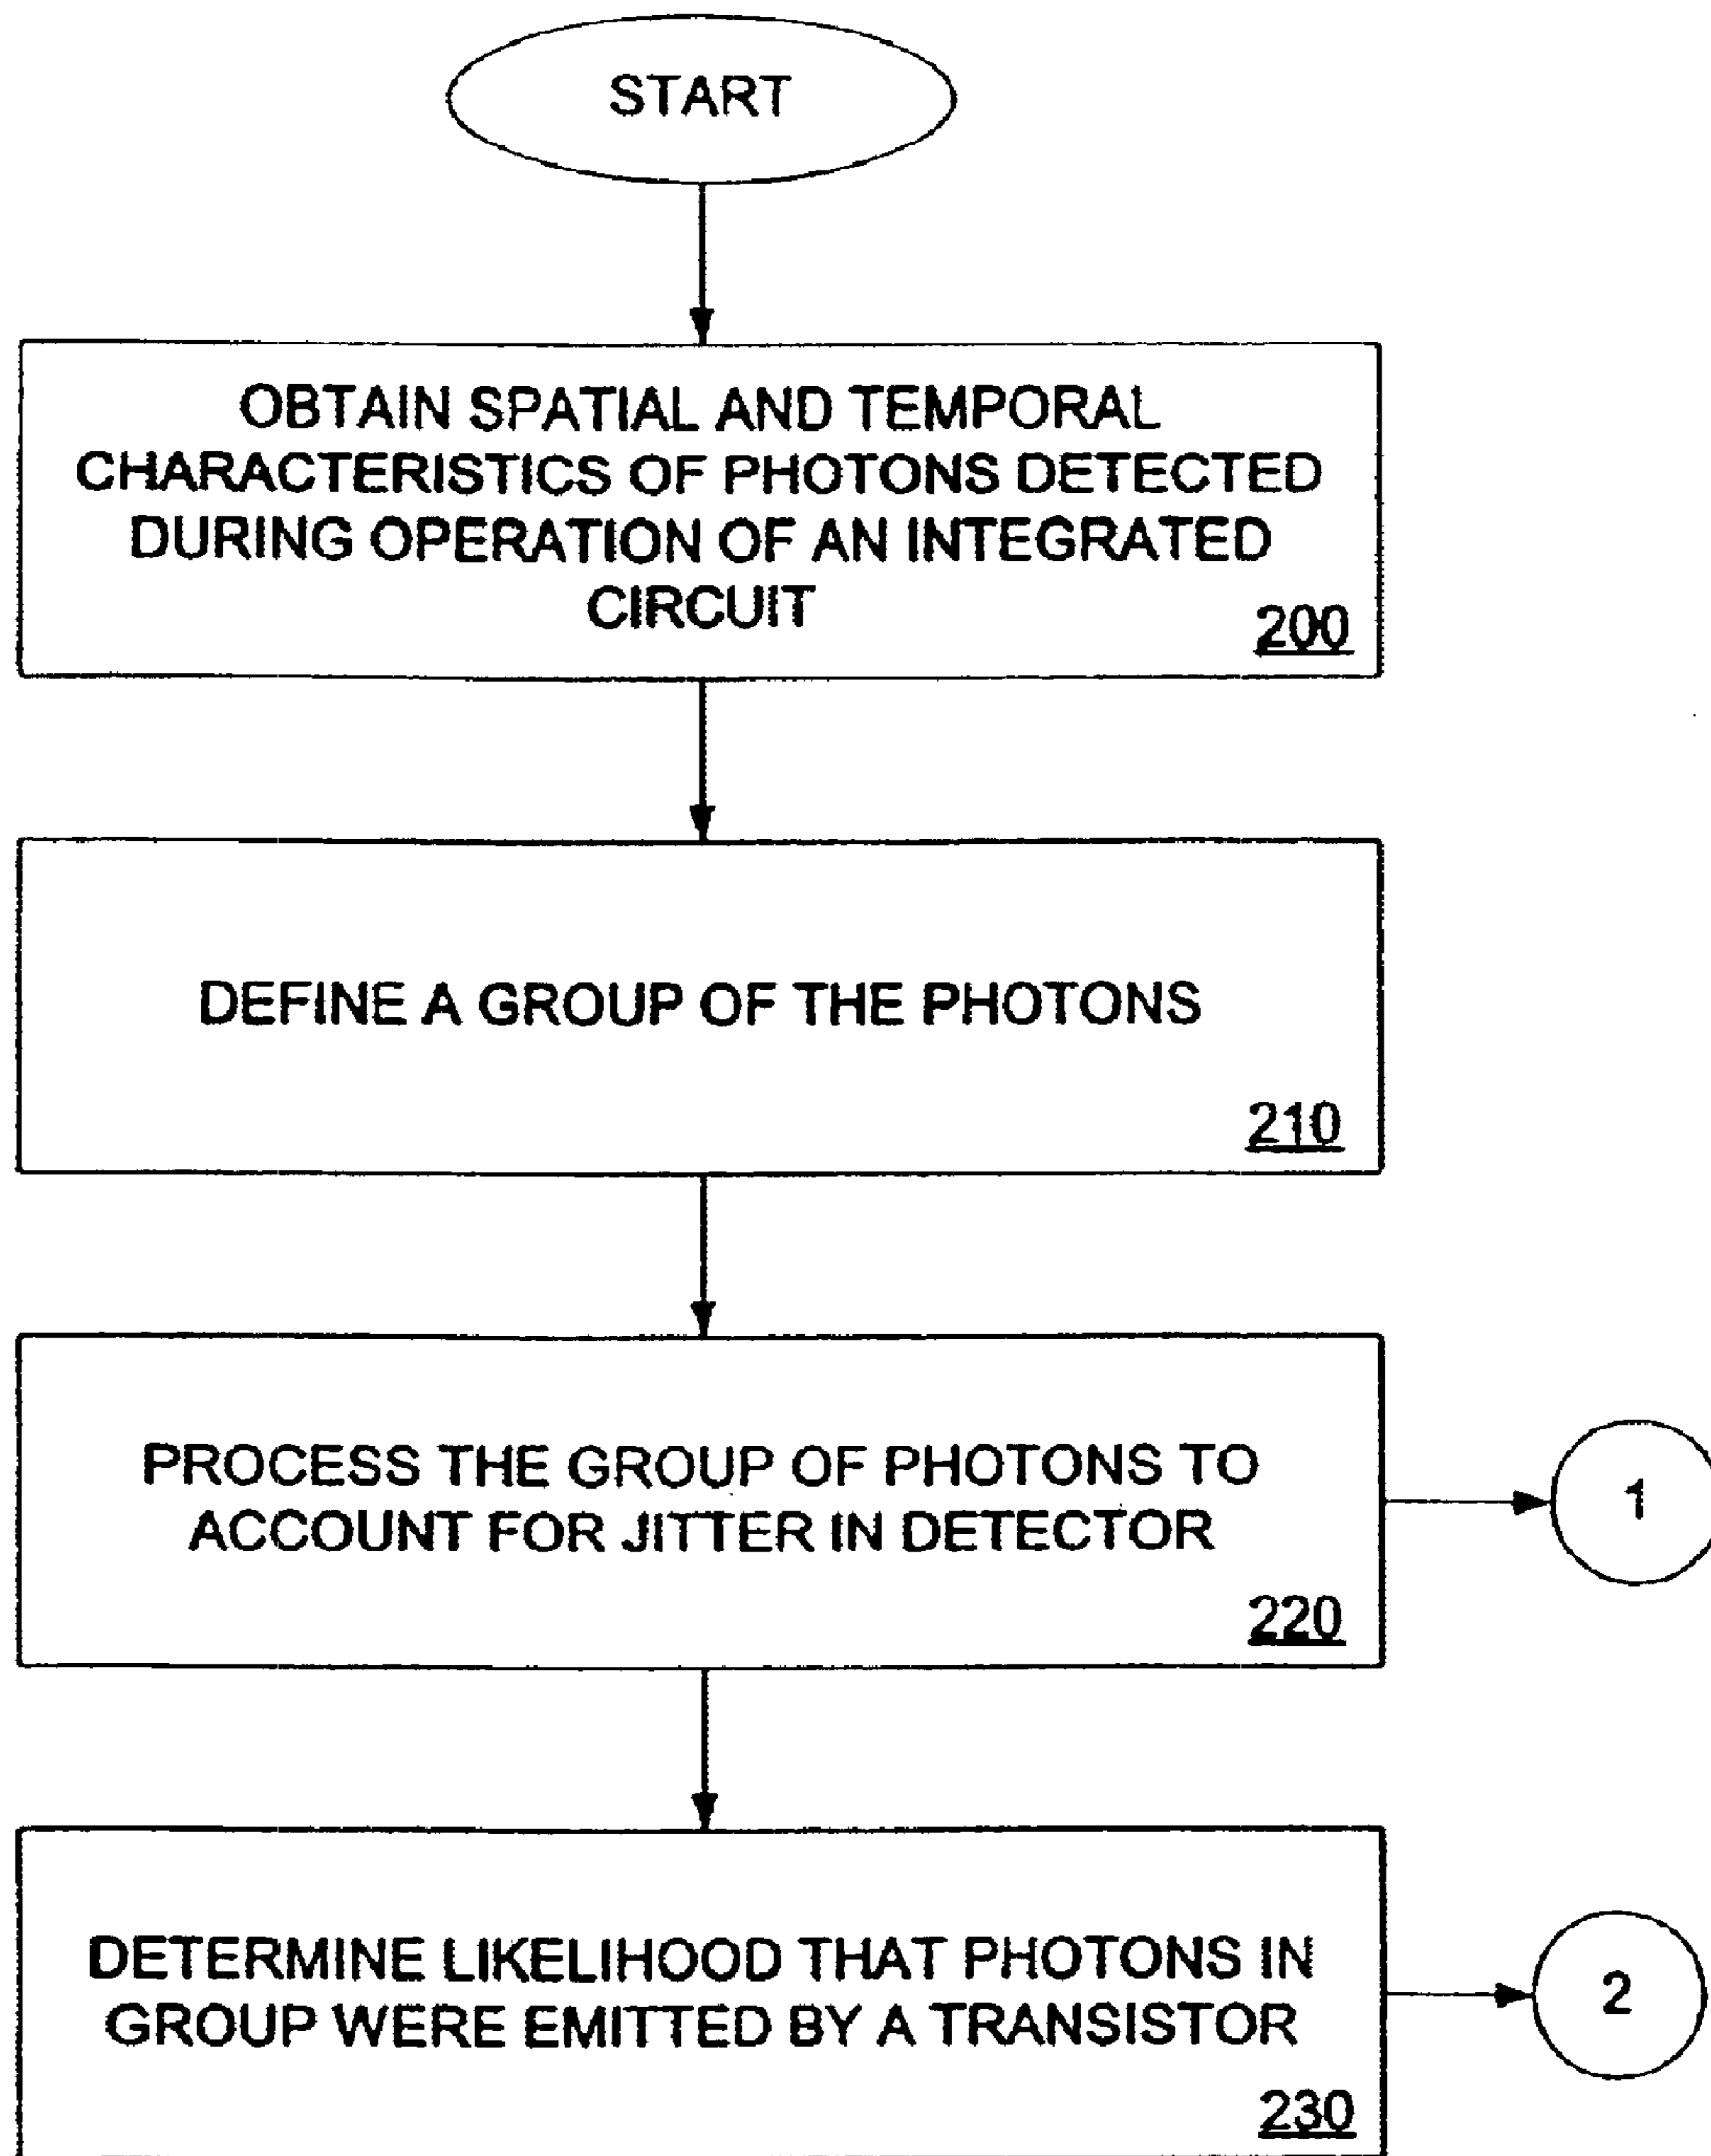 START
OBTAIN SPATIAL AND TEMPORAL
CHARACTERISTICS OF PHOTONS DETECTED
DURING OPERATION OF AN INTEGRATED
CIRCUIT
200
DEFINE A GROUP OF THE PHOTONS
210
PROCESS THE GROUP OF PHOTONS TO
ACCOUNT FOR JITTER IN DETECTOR
220
1
DETERMINE LIKELIHOOD THAT PHOTONS IN
GROUP WERE EMITTED BY A TRANSISTOR
230
2